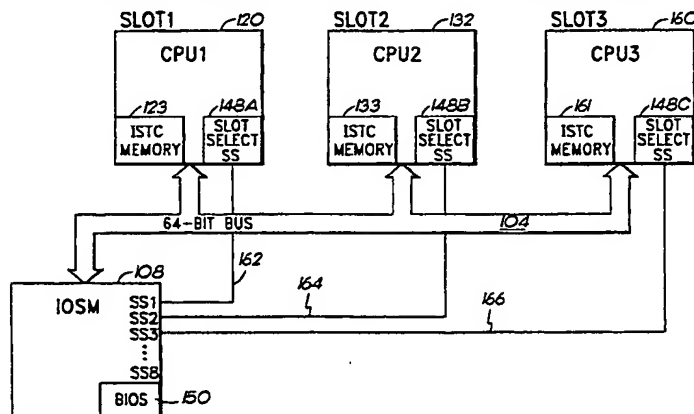 SLOT1 120 SLOT2 132 SLOT3 160
CPU1 CPU2 CPU3
123 148A 133 148B 161 148C
ISTC MEMORY SLOT SELECT SS ISTC MEMORY SLOT SELECT SS ISTC MEMORY SLOT SELECT SS
64-BIT BUS 104
108 162
IOSM SS1 164
SS2 166
SS3
SS8
BIOS 150